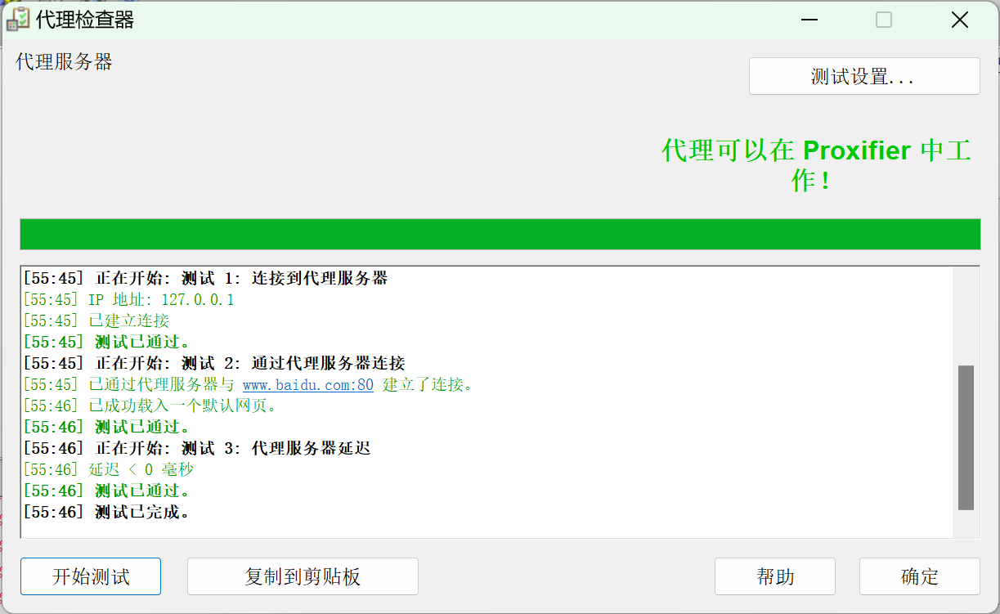 代理检查器
代理服务器
测试设置...
代理可以在 Proxifier 中工
作!
[55:45] 正在开始: 测试 1: 连接到代理服务器
[55:45] IP 地址: 127.0.0.1
[55:45] 已建立连接
[55:45] 测试已通过。
[55:45] 正在开始: 测试 2: 通过代理服务器连接
[55:45] 已通过代理服务器与 www.baidu.com:80 建立了连接。
[55:46] 已成功载入一个默认网页。
[55:46] 测试已通过。
[55:46] 正在开始: 测试 3: 代理服务器延迟
[55:46] 延迟 < 0 毫秒
[55:46] 测试已通过。
[55:46] 测试已完成。
开始测试 复制到剪贴板 帮助 确定